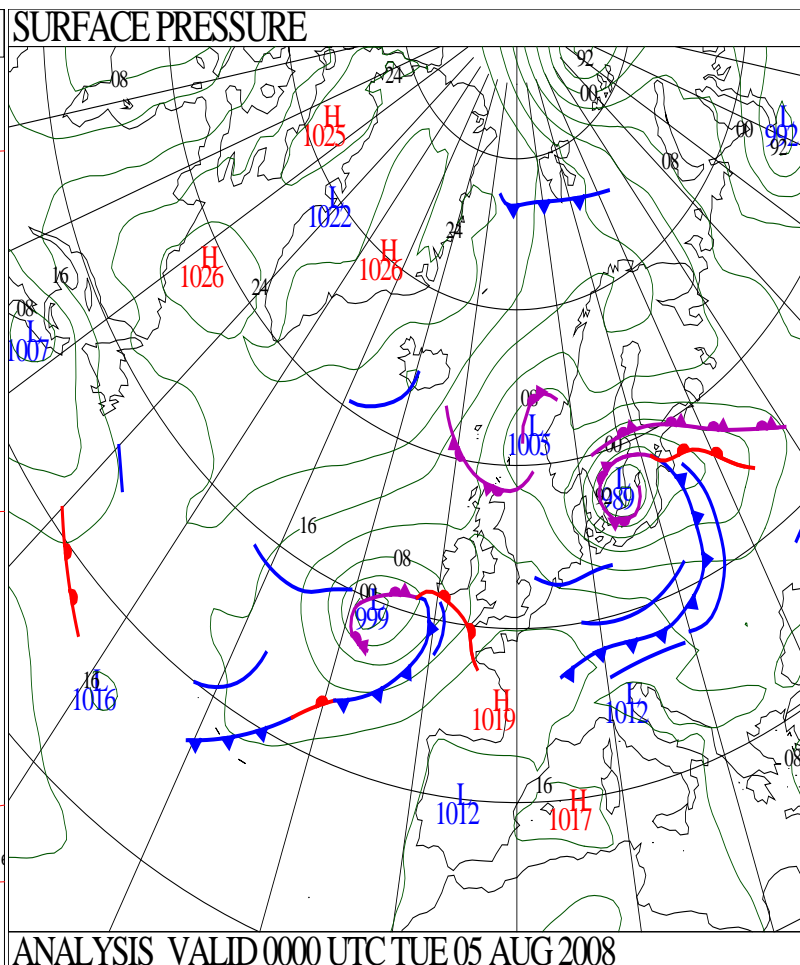 SURFACE PRESSURE
92
24
08
00
H
1025
L
992
00
92
08
L
1022
24
H
1026
H
1026
16
24
08
L
1007
L
1005
00
L
989
16
08
00
L
999
16
L
1016
H
1019
L
1012
08
16
L
1012
H
1017
ANALYSIS VALID 0000 UTC TUE 05 AUG 2008